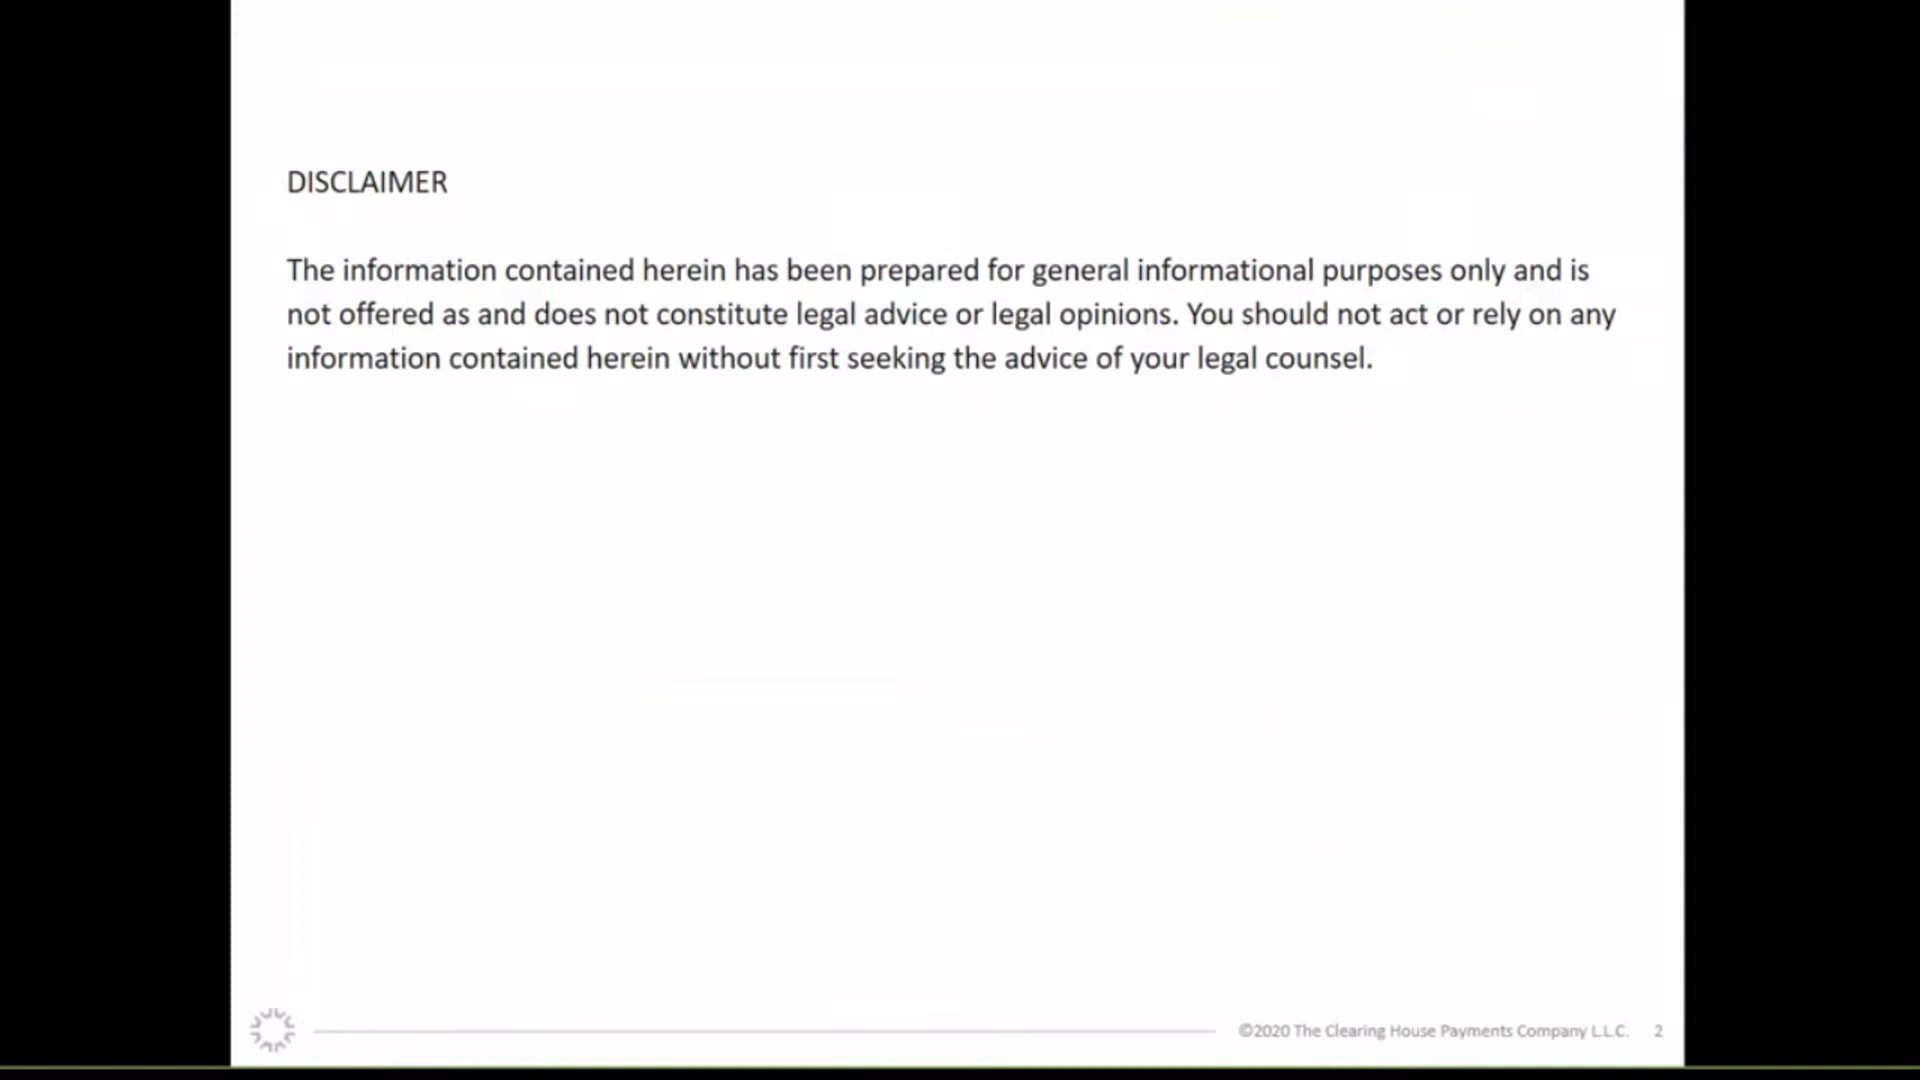 DISCLAIMER
The information contained herein has been prepared for general informational purposes only and is
not offered as and does not constitute legal advice or legal opinions. You should not act or rely on any
information contained herein without first seeking the advice of your legal counsel.
©2020 The Clearing House Payments Company L.L.C. 2